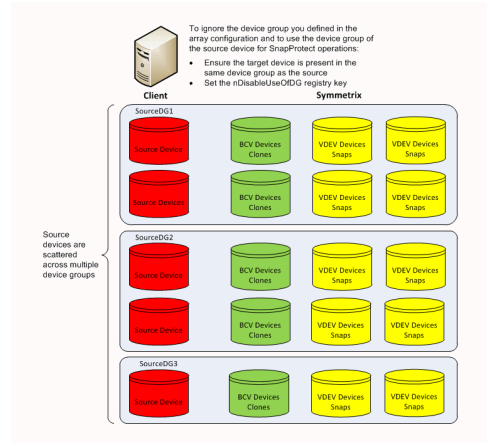 To ignore the device group you defined in the
array configuration and to use the device group of
the source device for SnapProtect operations:
• Ensure the target device is present in the
same device group as the source
• Set the nDisableUseOfDG registry key
Client
Symmetrix
SourceDG1
Source Device
BCV Devices
Clones
VDEV Devices
Snaps
VDEV Devices
Snaps
Source Devices
BCV Devices
Clones
VDEV Devices
Snaps
VDEV Devices
Snaps
Source
devices are
scattered
across multiple
device groups
SourceDG2
Source Device
BCV Devices
Clones
VDEV Devices
Snaps
VDEV Devices
Snaps
Source Device
BCV Devices
Clones
VDEV Devices
Snaps
VDEV Devices
Snaps
SourceDG3
Source Device
BCV Devices
Clones
VDEV Devices
Snaps
VDEV Devices
Snaps